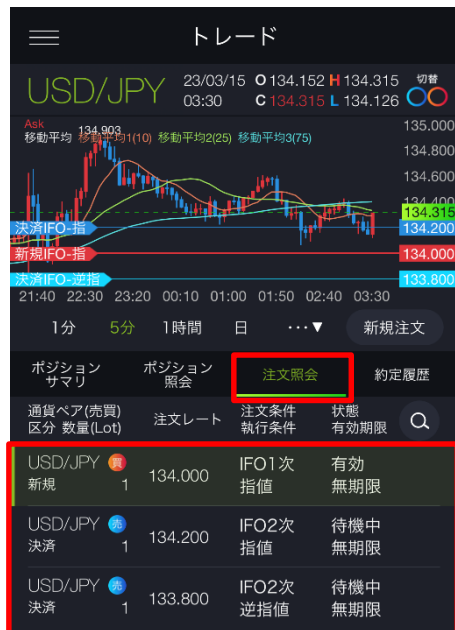 トレード
USD/JPY 23/03/15 O 134.152 H 134.315 切替
03:30 C 134.315 L 134.126
Ask
134.903
移動平均 移動平均1(10) 移動平均2(25) 移動平均3(75)
135.000
134.800
134.600
134.400
134.315
決済IFO-指 134.200
新規IFO-指 134.000
決済IFO-逆指 133.800
21:40 22:30 23:20 00:10 01:00 01:50 02:40 03:30
1分 5分 1時間 日 ···▼ 新規注文
ポジションサマリ ポジション照会 注文照会 約定履歴
通貨ペア(売買) 注文レート 注文条件 状態
区分 数量(Lot) 執行条件 有効期限
USD/JPY 買 134.000 IFO1次 有効
新規 1 指値 無期限
USD/JPY 売 134.200 IFO2次 待機中
決済 1 指値 無期限
USD/JPY 売 133.800 IFO2次 待機中
決済 1 逆指値 無期限